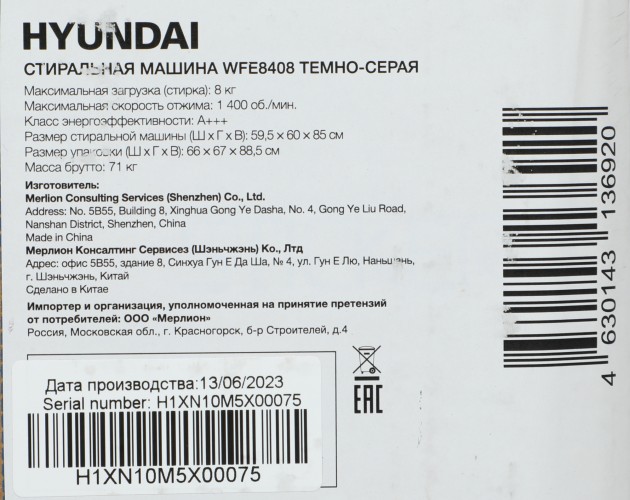 HYUNDAI
СТИРАЛЬНАЯ МАШИНА WFE8408 ТЕМНО-СЕРАЯ
Максимальная загрузка (стирка): 8 кг
Максимальная скорость отжима: 1 400 об./мин.
Класс энергоэффективности: А+++
Размер стиральной машины (Ш х Г х В): 59,5 × 60 × 85 см
Размер упаковки (Ш х Г х В): 66 × 67 × 88,5 см
Масса брутто: 71 кг
Изготовитель:
Merlion Consulting Services (Shenzhen) Co., Ltd.
Address: No. 5B55, Building 8, Xinghua Gong Ye Dasha, No. 4, Gong Ye Liu Road,
Nanshan District, Shenzhen, China
Made in China
Мерлион Консалтинг Сервисез (Шэньчжэнь) Ко., Лтд
Адрес: офис 5В55, здание 8, Синхуа Гун Е Да Ша, № 4, ул. Гун Е Лю, Наньшань,
г. Шэньчжэнь, Китай
Сделано в Китае
Импортер и организация, уполномоченная на принятие претензий
от потребителей: ООО «Мерлион»
Россия, Московская обл., г. Красногорск, б-р Строителей, д.4
Дата производства:13/06/2023
Serial number: H1XN10M5X00075
H1XN10M5X00075
EAC
4 630143 136920